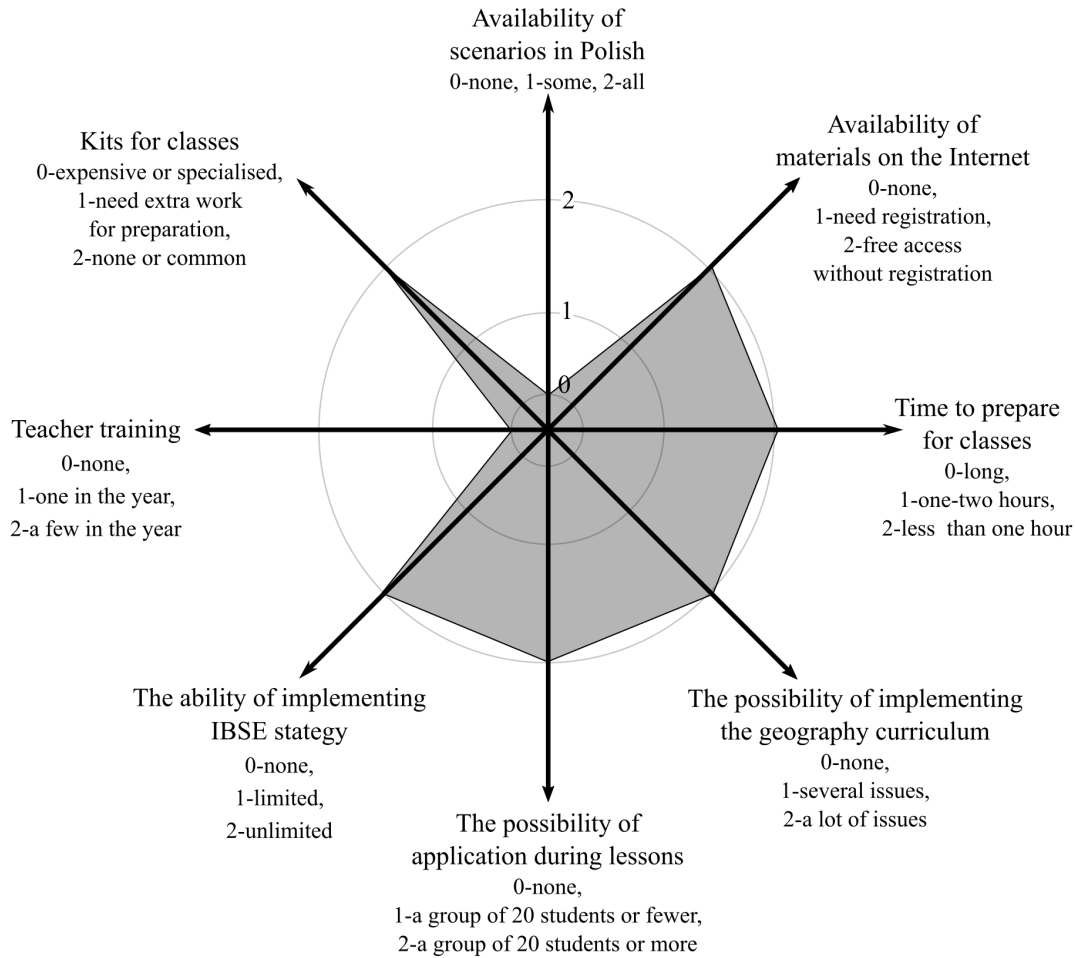 Availability of
scenarios in Polish
0-none, 1-some, 2-all
Kits for classes
0-expensive or specialised,
1-need extra work
for preparation,
2-none or common
Availability of
materials on the Internet
0-none,
1-need registration,
2-free access
without registration
2
1
0
Teacher training
0-none,
1-one in the year,
2-a few in the year
Time to prepare
for classes
0-long,
1-one-two hours,
2-less than one hour
The ability of implementing
IBSE stategy
0-none,
1-limited,
2-unlimited
The possibility of implementing
the geography curriculum
0-none,
1-several issues,
2-a lot of issues
The possibility of
application during lessons
0-none,
1-a group of 20 students or fewer,
2-a group of 20 students or more